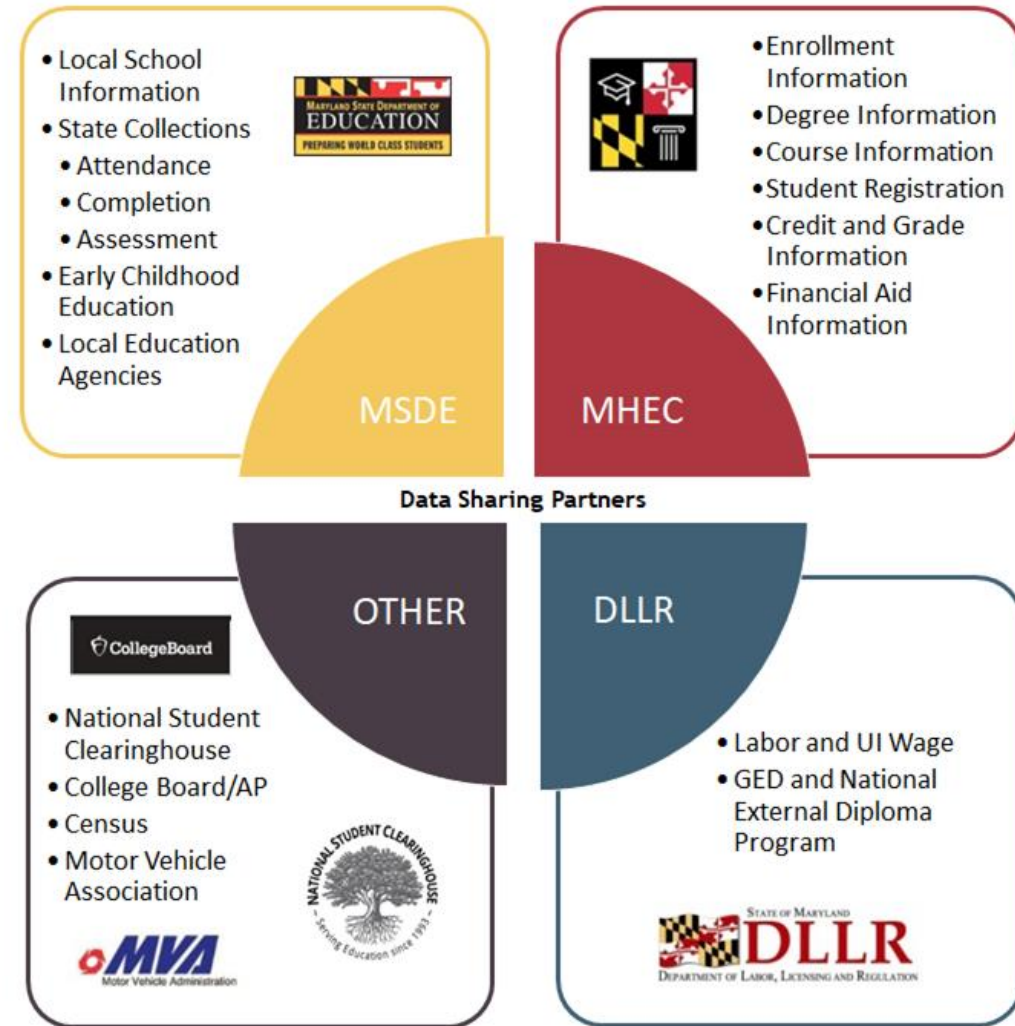 • Local School
Information
• State Collections
• Attendance
• Completion
• Assessment
• Early Childhood
Education
• Local Education
Agencies
MARYLAND STATE DEPARTMENT OF
EDUCATION
PREPARING WORLD CLASS STUDENTS
MSDE
• Enrollment
Information
• Degree Information
• Course Information
• Student Registration
• Credit and Grade
Information
• Financial Aid
Information
MHEC
Data Sharing Partners
OTHER
CollegeBoard
• National Student
Clearinghouse
• College Board/AP
• Census
• Motor Vehicle
Association
NATIONAL STUDENT CLEARINGHOUSE
~ Serving Education since 1993 ~
MVA
Motor Vehicle Administration
DLLR
• Labor and UI Wage
• GED and National
External Diploma
Program
STATE OF MARYLAND
DLLR
DEPARTMENT OF LABOR, LICENSING AND REGULATION